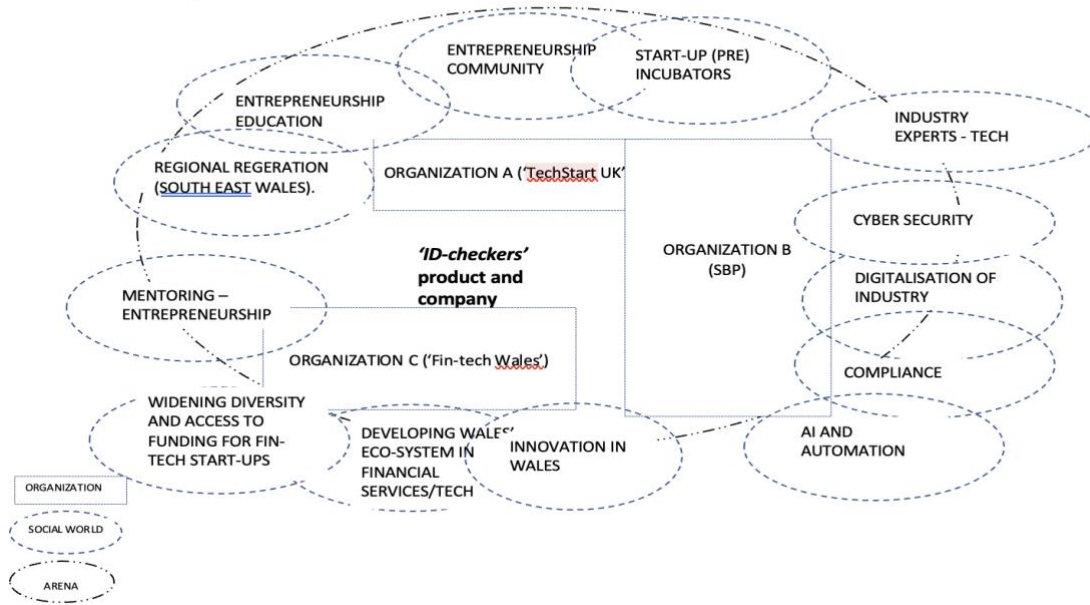 ENTREPRENEURSHIP
COMMUNITY
START-UP (PRE)
INCUBATORS
ENTREPRENEURSHIP
EDUCATION
INDUSTRY
EXPERTS - TECH
REGIONAL REGERATION
(SOUTH EAST WALES).
ORGANIZATION A ('TechStart UK'
CYBER SECURITY
ORGANIZATION B
(SBP)
'ID-checkers'
product and
company
DIGITALISATION OF
INDUSTRY
MENTORING –
ENTREPRENEURSHIP
ORGANIZATION C ('Fin-tech Wales')
COMPLIANCE
WIDENING DIVERSITY
AND ACCESS TO
FUNDING FOR FIN-
TECH START-UPS
DEVELOPING WALES'
ECO-SYSTEM IN
FINANCIAL
SERVICES/TECH
INNOVATION IN
WALES
AI AND
AUTOMATION
ORGANIZATION
SOCIAL WORLD
ARENA